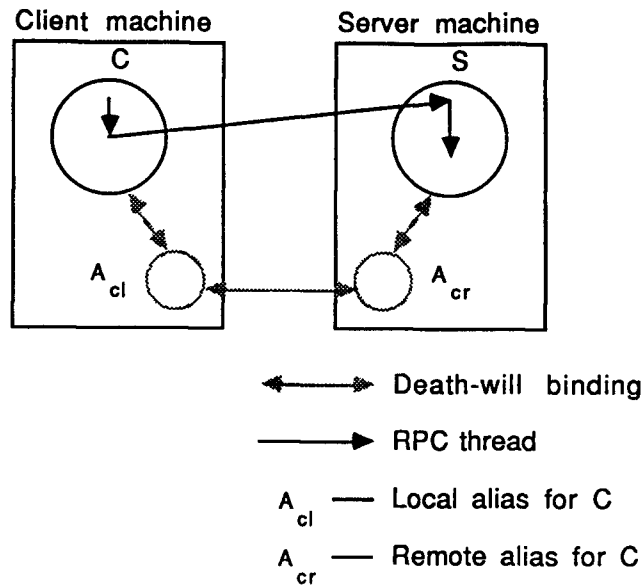 Client machine
Server machine
C
S
A cl
A cr
Death-will binding
RPC thread
A cl — Local alias for C
A cr — Remote alias for C